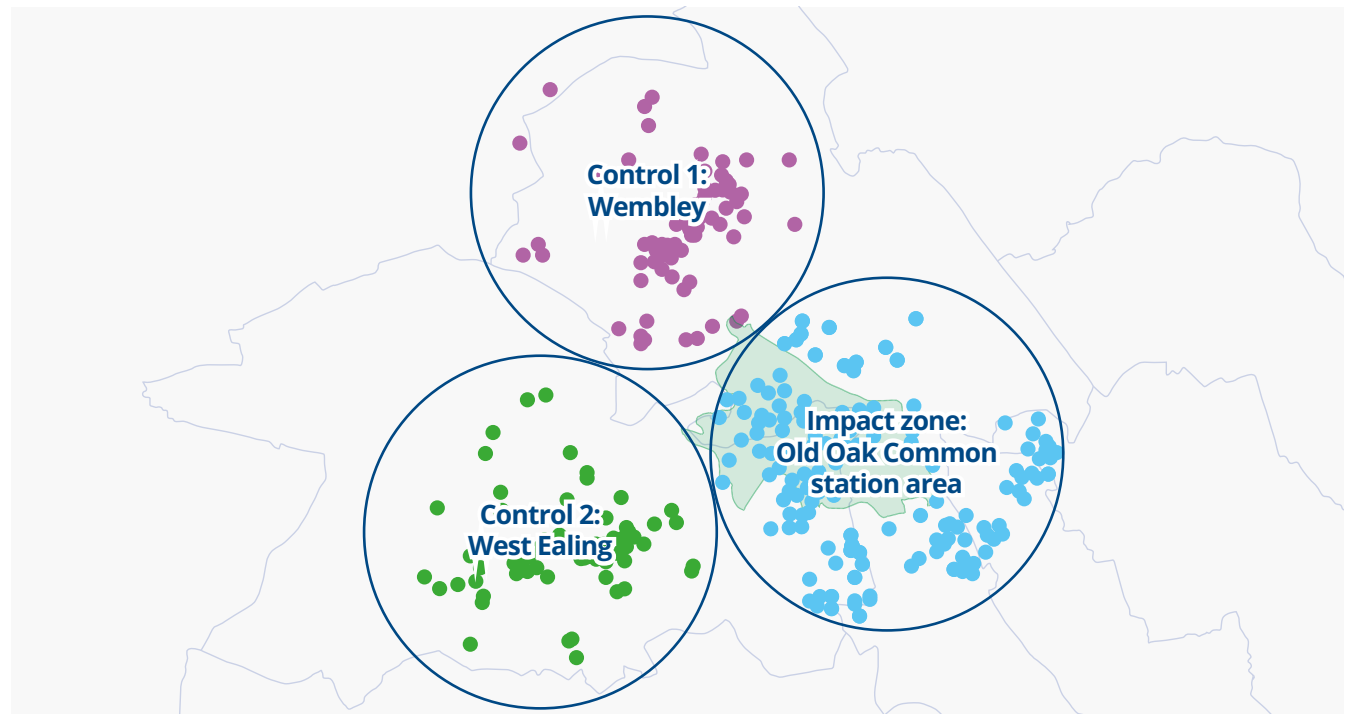 Control 1:
Wembley
Impact zone:
Old Oak Common
station area
Control 2:
West Ealing